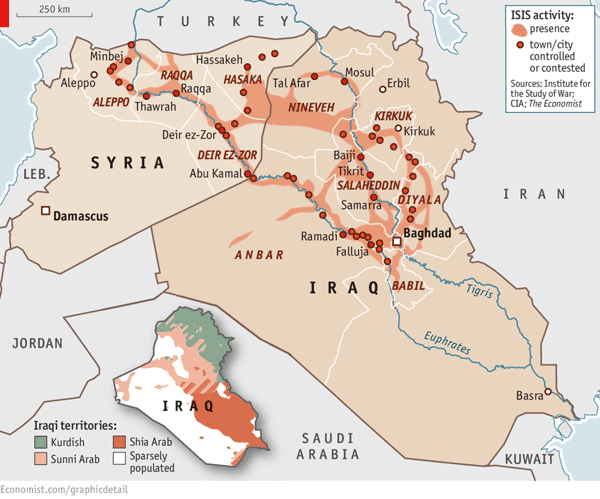 250 km
TURKEY
ISIS activity:
presence
town/city
controlled
or contested
Sources: Institute for
the Study of War;
CIA; The Economist
Minbej
Aleppo
ALEPPO
RAQQA
Raqqa
Thawrah
Hassakeh
HASAKA
Tal Afar
Mosul
Erbil
NINEVEH
KIRKUK
Kirkuk
Deir ez-Zor
DEIR EZ-ZOR
SYRIA
Abu Kamal
Baiji
Tikrit
SALAHEDDIN
Samarra
DIYALA
IRAN
LEB.
Damascus
ANBAR
Ramadi
Falluja
Baghdad
IRAQ
BABIL
Tigris
Euphrates
JORDAN
Basra
SAUDI
ARABIA
KUWAIT
IRAQ
Iraqi territories:
Kurdish
Shia Arab
Sunni Arab
Sparsely
populated
Economist.com/graphicdetail